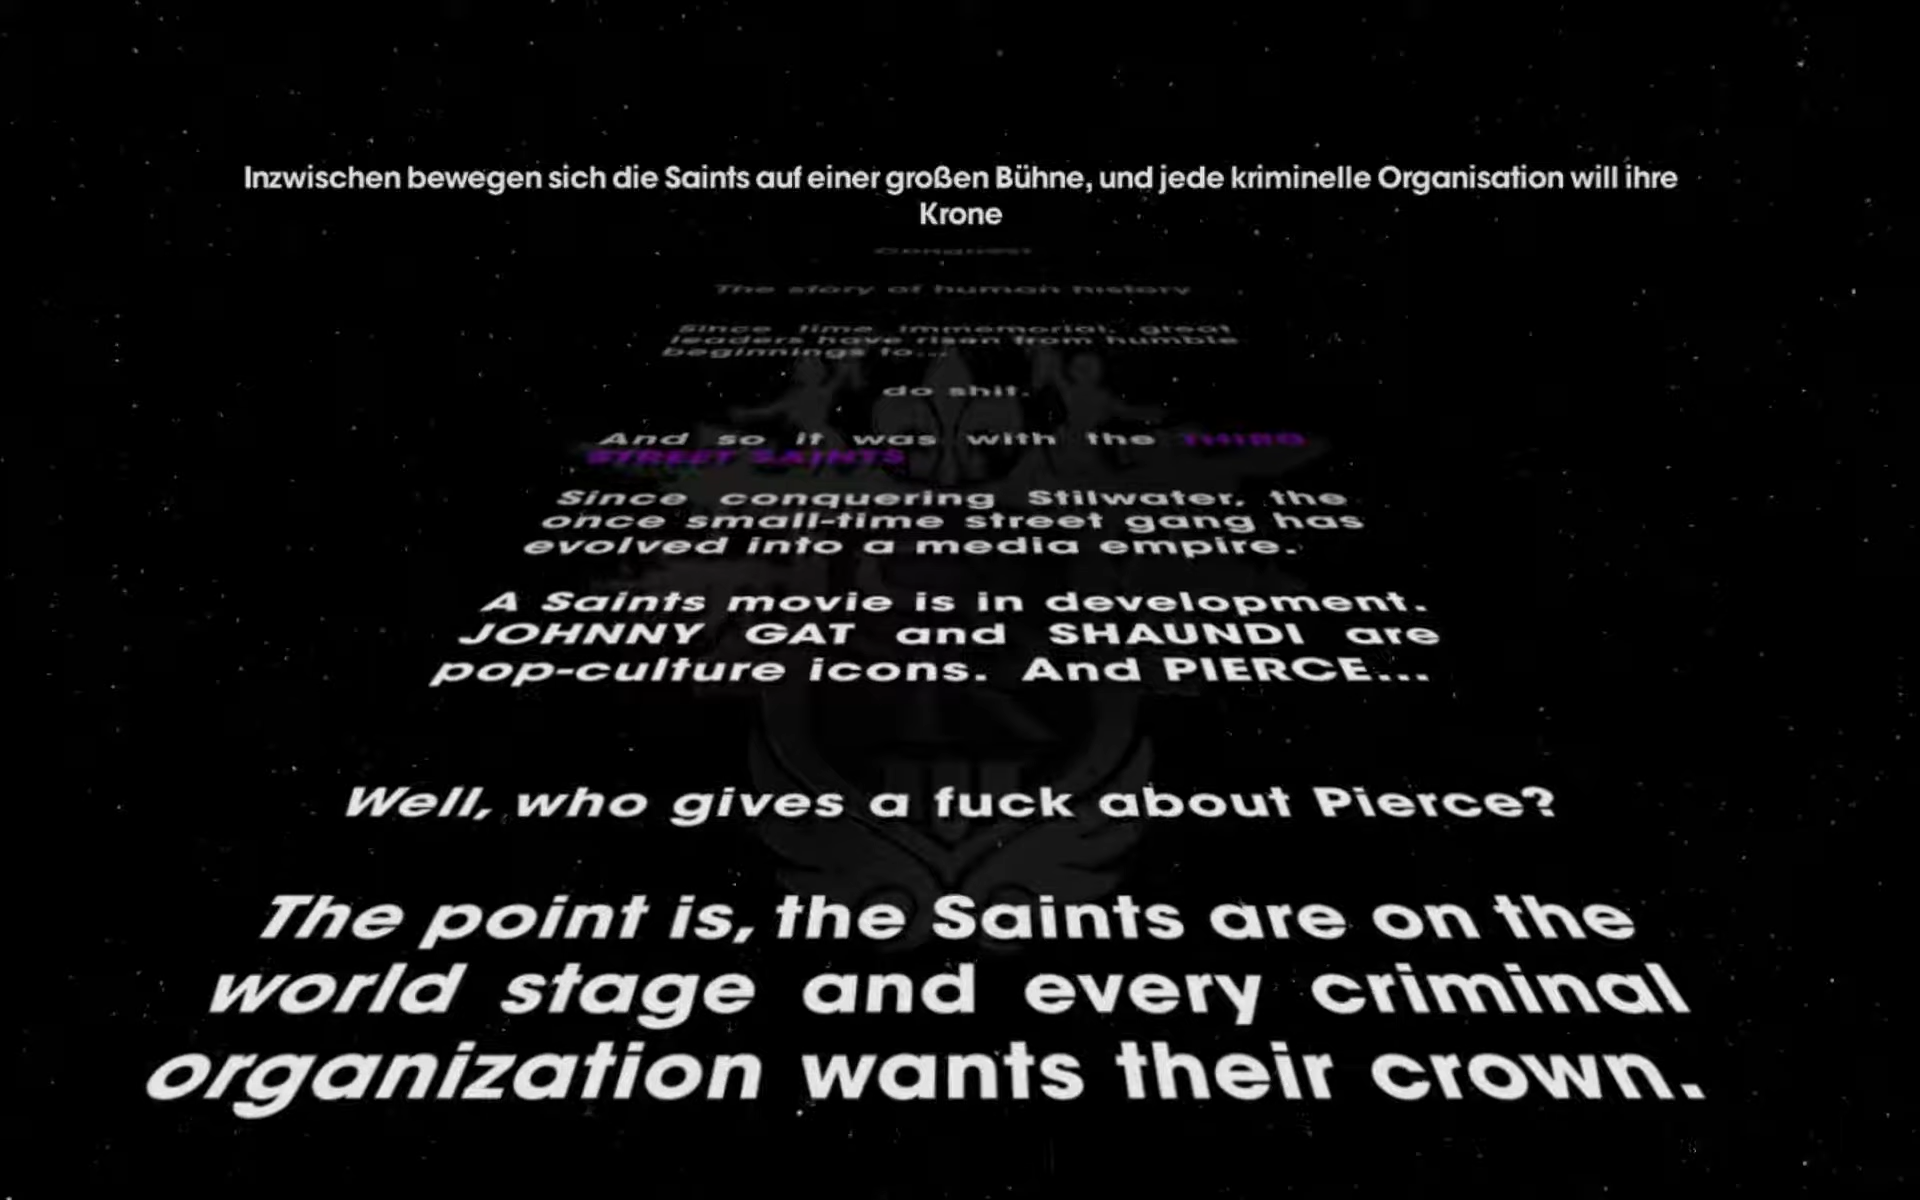 Inzwischen bewegen sich die Saints auf einer großen Bühne, und jede kriminelle Organisation will ihre
Krone
Conquest
The story of human history
Since time immemorial, great
leaders have risen from humble
beginnings to...
do shit.
And so it was with the THIRD
STREET SAINTS
Since conquering Stilwater, the
once small-time street gang has
evolved into a media empire.
A Saints movie is in development.
JOHNNY GAT and SHAUNDI are
pop-culture icons. And PIERCE...
Well, who gives a fuck about Pierce?
The point is, the Saints are on the
world stage and every criminal
organization wants their crown.